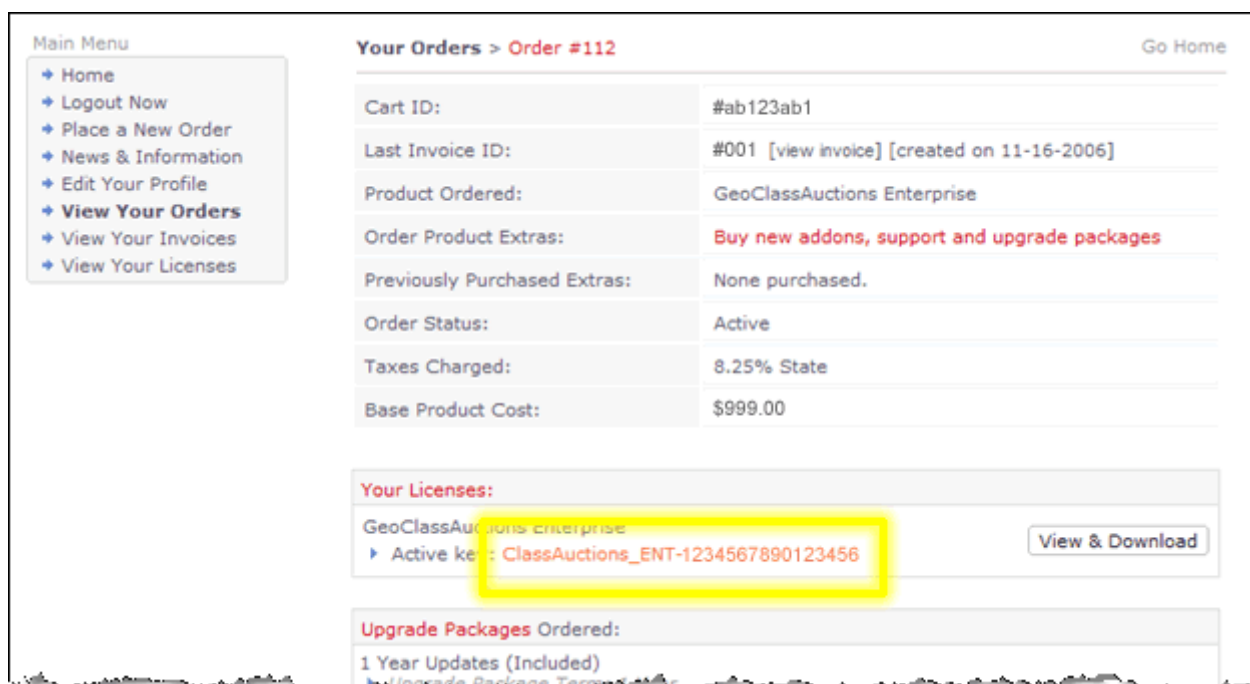 Main Menu
Home
Logout Now
Place a New Order
News & Information
Edit Your Profile
View Your Orders
View Your Invoices
View Your Licenses
Your Orders > Order #112
Go Home
Cart ID: #ab123ab1
Last Invoice ID: #001 [view invoice] [created on 11-16-2006]
Product Ordered: GeoClassAuctions Enterprise
Order Product Extras: Buy new addons, support and upgrade packages
Previously Purchased Extras: None purchased.
Order Status: Active
Taxes Charged: 8.25% State
Base Product Cost: $999.00
Your Licenses:
GeoClassAuctions Enterprise
Active key: ClassAuctions_ENT-1234567890123456
View & Download
Upgrade Packages Ordered:
1 Year Updates (Included)
Upgrade Package